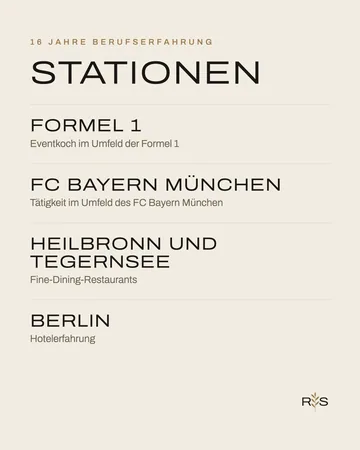 16 JAHRE BERUFSERFAHRUNG
STATIONEN
FORMEL 1
Eventkoch im Umfeld der Formel 1
FC BAYERN MÜNCHEN
Tätigkeit im Umfeld des FC Bayern München
HEILBRONN UND
TEGERNSEE
Fine-Dining-Restaurants
BERLIN
Hotelerfahrung
R S